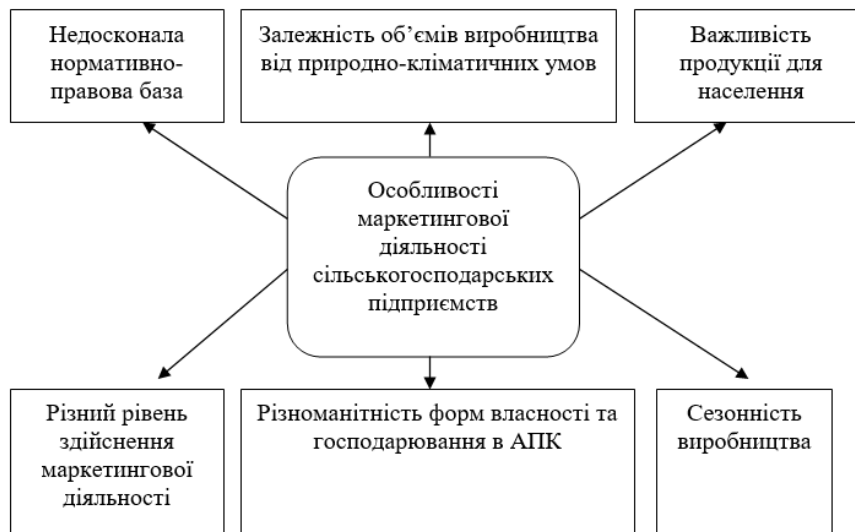 Недосконала
нормативно-
правова база
Залежність об’ємів виробництва
від природно-кліматичних умов
Важливість
продукції для
населення
Особливості
маркетингової
діяльності
сільськогосподарських
підприємств
Різний рівень
здійснення
маркетингової
діяльності
Різноманітність форм власності та
господарювання в АПК
Сезонність
виробництва